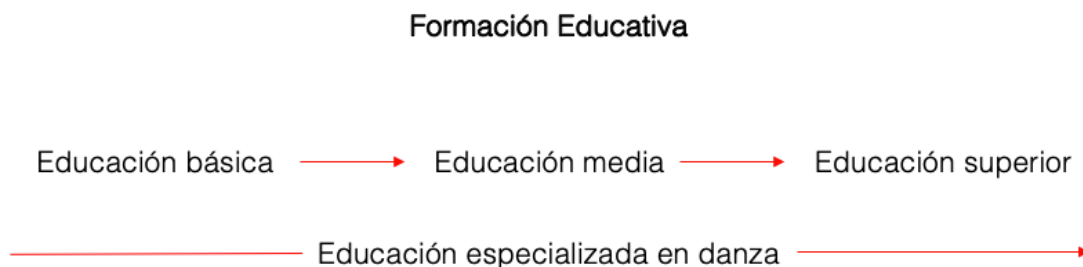 Formación Educativa
Educación básica Educación media Educación superior
Educación especializada en danza